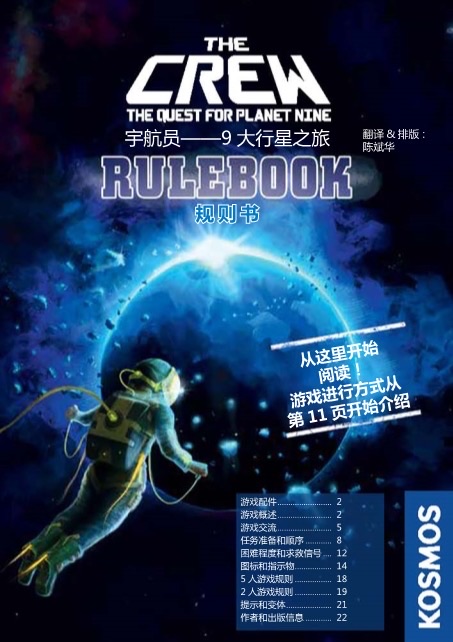 THE
CREW
THE QUEST FOR PLANET NINE
宇航员——9 大行星之旅
翻译 & 排版：
陈斌华
RULEBOOK
规则书
从这里开始
阅读！
游戏进行方式从
第 11 页开始介绍
游戏配件........................ 2
游戏概述........................ 2
游戏交流........................ 5
任务准备和顺序............ 8
困难程度和求救信号.... 12
图标和指示物................ 14
5 人游戏规则................ 18
2 人游戏规则................ 19
提示和变体.................... 21
作者和出版信息............ 22
KOSMOS